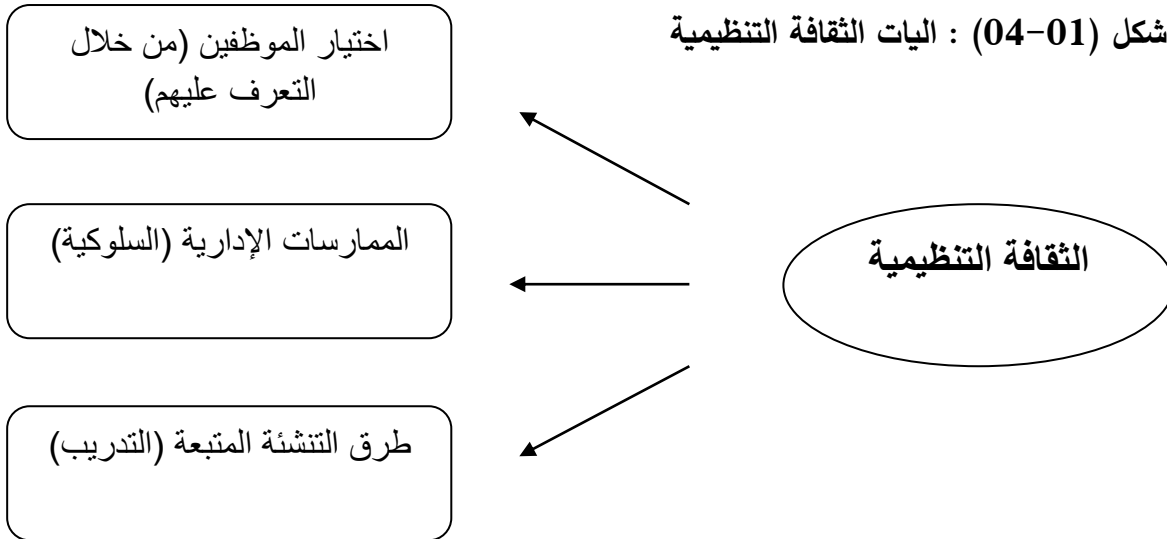 شكل (01-04) : اليات الثقافة التنظيمية
اختيار الموظفين (من خلال
التعرف عليهم)
الثقافة التنظيمية
الممارسات الإدارية (السلوكية)
طرق التنشئة المتبعة (التدريب)